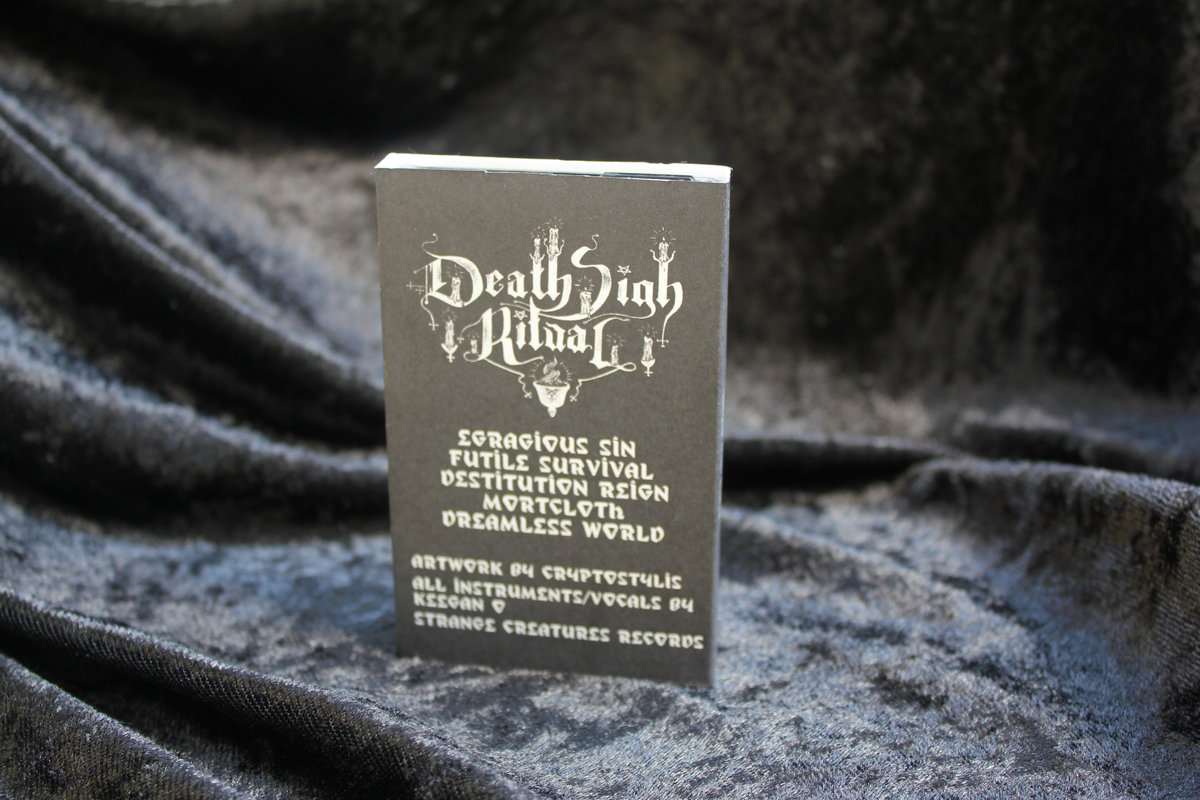 Death Sigh
Ritual
EGRAGIOUS SIN
FUTILE SURVIVAL
DESTITUTION REIGN
MORTCLOTH
DREAMLESS WORLD
ARTWORK BY CRYPTOSTYLIS
ALL INSTRUMENTS/VOCALS BY
KEEGAN O
STRANGE CREATURES RECORDS